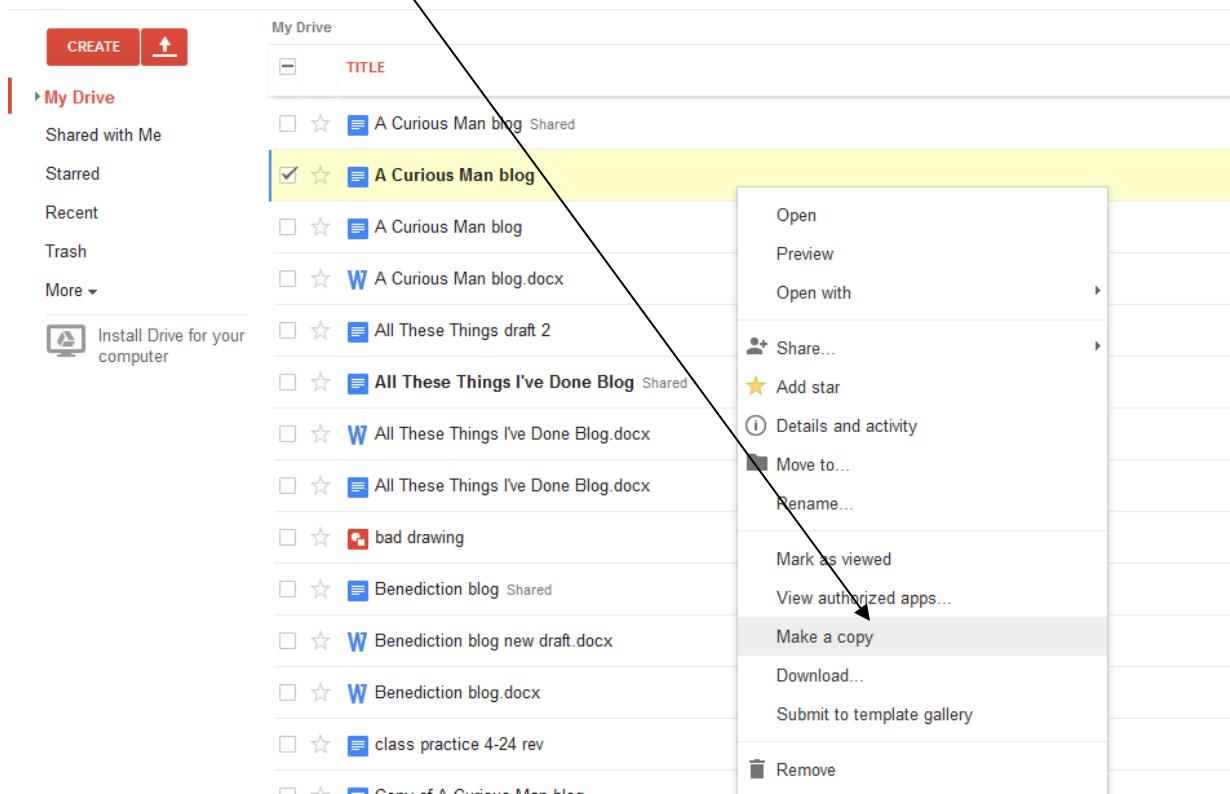 My Drive
CREATE
TITLE
My Drive
Shared with Me
Starred
Recent
Trash
More
Install Drive for your
computer
A Curious Man blog Shared
A Curious Man blog
A Curious Man blog
W A Curious Man blog.docx
All These Things draft 2
All These Things I've Done Blog Shared
W All These Things I've Done Blog.docx
All These Things I've Done Blog.docx
bad drawing
Benediction blog Shared
W Benediction blog new draft.docx
W Benediction blog.docx
class practice 4-24 rev
Copy of A Curious Man blog
Open
Preview
Open with
Share...
Add star
Details and activity
Move to...
Rename...
Mark as viewed
View authorized apps...
Make a copy
Download...
Submit to template gallery
Remove